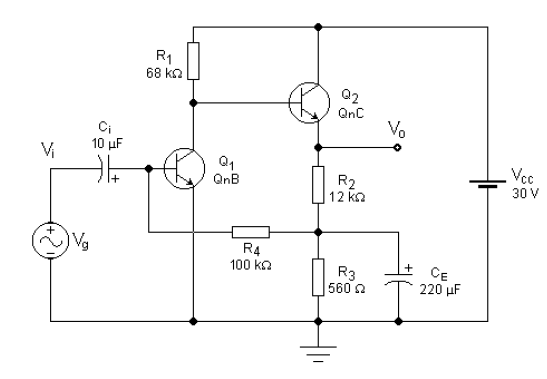 R1
68 kΩ
Q2
QnC
Vo
Ci
10 µF
Vi
+
Q1
QnB
R2
12 kΩ
VCC
30 V
+
−
Vg
R4
100 kΩ
R3
560 Ω
+
CE
220 µF